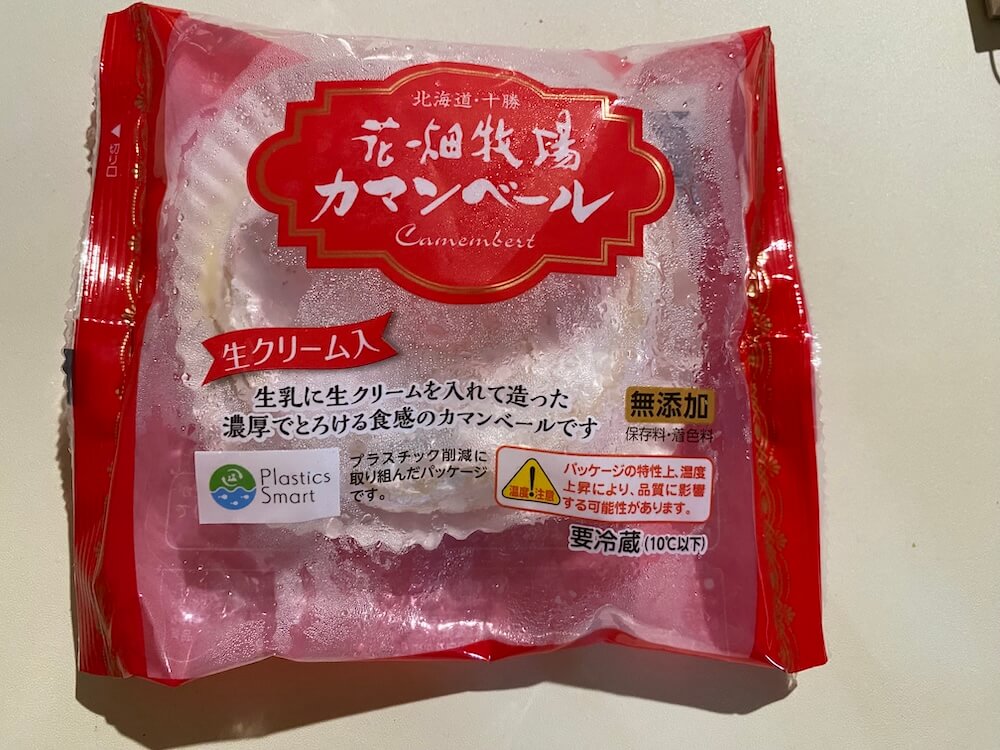 北海道・十勝
花畑牧場
カマンベール
Camembert
切り口
生クリーム入
生乳に生クリームを入れて造った
濃厚でとろける食感のカマンベールです
無添加
保存料・着色料
Plastics
Smart
プラスチック削減に
取り組んだパッケージ
です。
温度!注意
パッケージの特性上、温度
上昇により、品質に影響
する可能性があります。
要冷蔵(10℃以下)